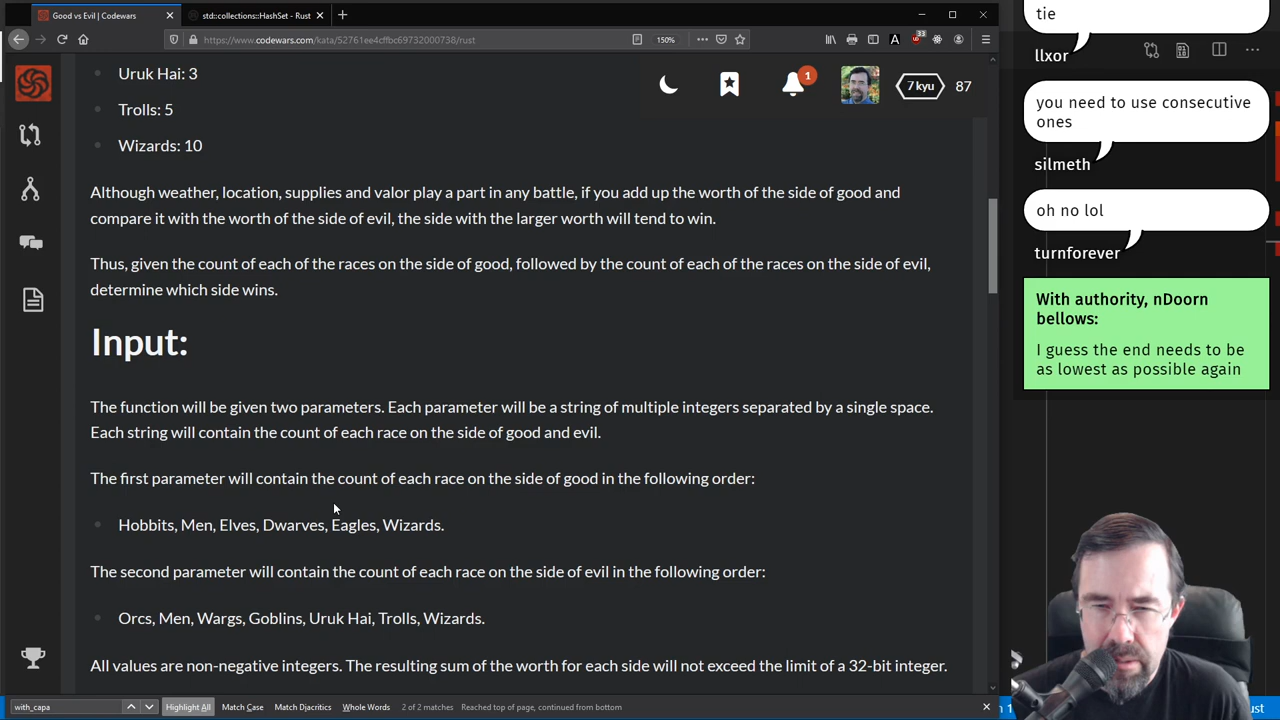 Good vs Evil | Codewars
std::collections::HashSet - Rust
https://www.codewars.com/kata/52761ee4cffbc69732000738/rust
150%
33
Uruk Hai: 3
Trolls: 5
Wizards: 10
1
7 kyu
87
Although weather, location, supplies and valor play a part in any battle, if you add up the worth of the side of good and
compare it with the worth of the side of evil, the side with the larger worth will tend to win.
Thus, given the count of each of the races on the side of good, followed by the count of each of the races on the side of evil,
determine which side wins.
Input:
The function will be given two parameters. Each parameter will be a string of multiple integers separated by a single space.
Each string will contain the count of each race on the side of good and evil.
The first parameter will contain the count of each race on the side of good in the following order:
Hobbits, Men, Elves, Dwarves, Eagles, Wizards.
The second parameter will contain the count of each race on the side of evil in the following order:
Orcs, Men, Wargs, Goblins, Uruk Hai, Trolls, Wizards.
All values are non-negative integers. The resulting sum of the worth for each side will not exceed the limit of a 32-bit integer.
with_capa
Highlight All
Match Case
Match Diacritics
Whole Words
2 of 2 matches
Reached top of page, continued from bottom
tie
llxor
you need to use consecutive
ones
silmeth
oh no lol
turnforever
With authority, nDoorn
bellows:
I guess the end needs to be
as lowest as possible again